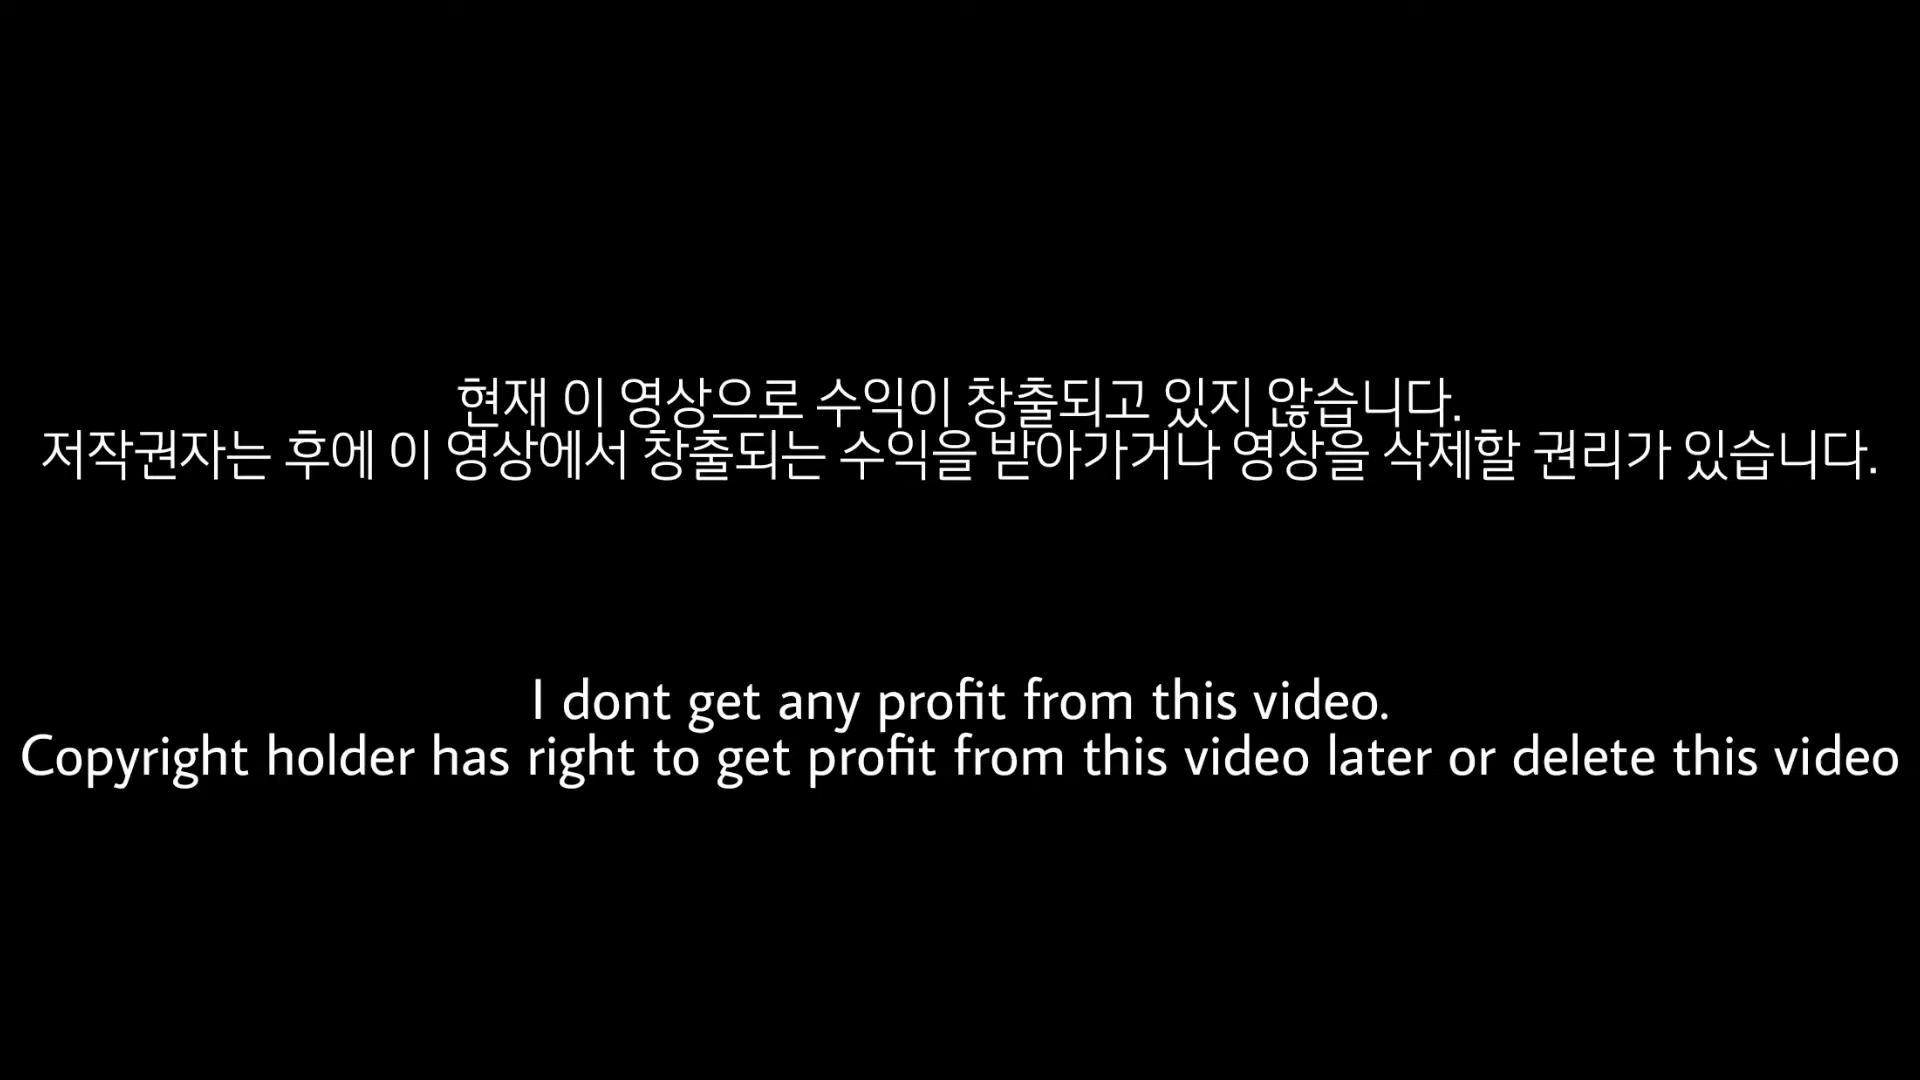 현재 이 영상으로 수익이 창출되고 있지 않습니다.
저작권자는 후에 이 영상에서 창출되는 수익을 받아가거나 영상을 삭제할 권리가 있습니다.
I dont get any profit from this video.
Copyright holder has right to get profit from this video later or delete this video